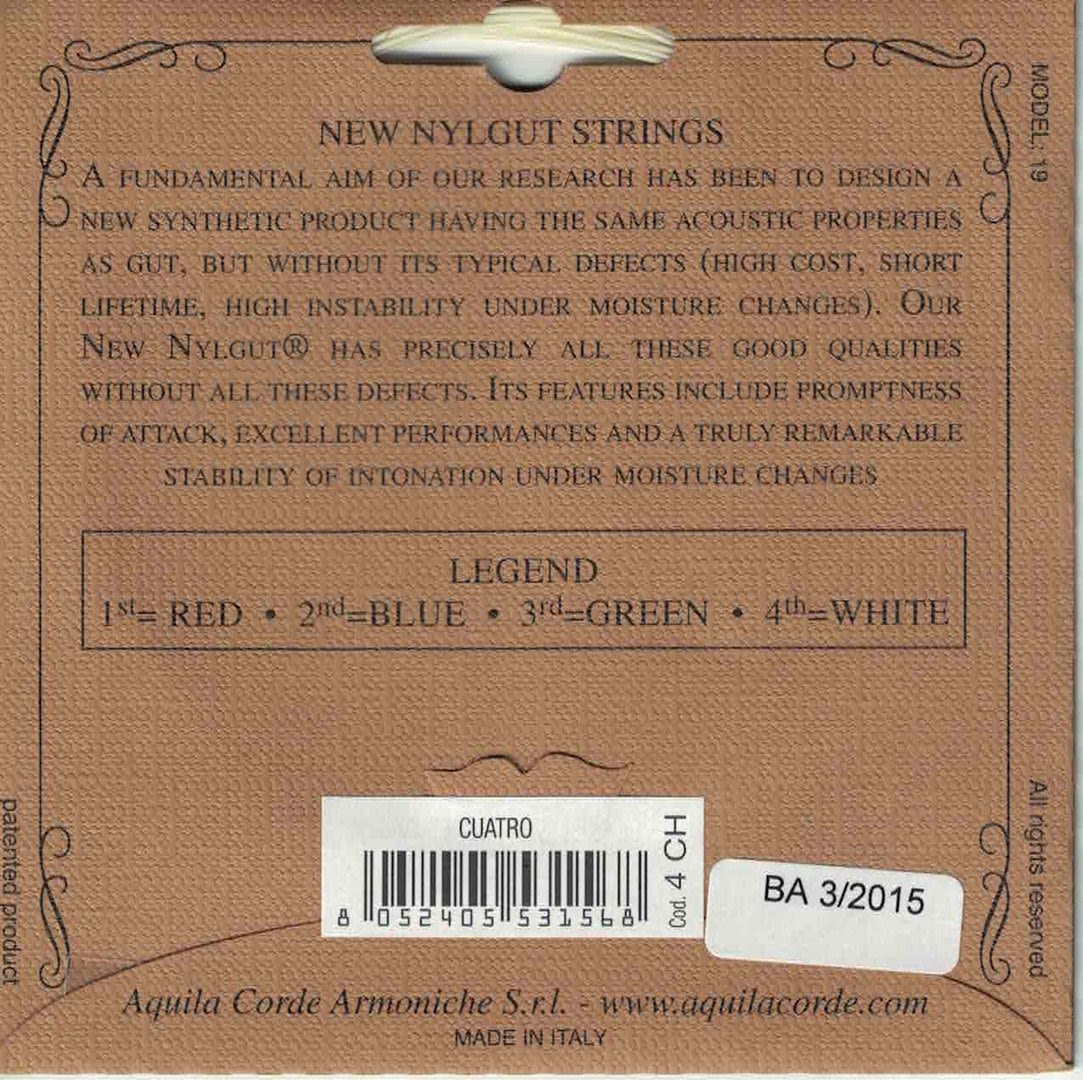 NEW NYLGUT STRINGS
A FUNDAMENTAL AIM OF OUR RESEARCH HAS BEEN TO DESIGN A
NEW SYNTHETIC PRODUCT HAVING THE SAME ACOUSTIC PROPERTIES
AS GUT, BUT WITHOUT ITS TYPICAL DEFECTS (HIGH COST, SHORT
LIFETIME, HIGH INSTABILITY UNDER MOISTURE CHANGES). OUR
NEW NYLGUT® HAS PRECISELY ALL THESE GOOD QUALITIES
WITHOUT ALL THESE DEFECTS. ITS FEATURES INCLUDE PROMPTNESS
OF ATTACK, EXCELLENT PERFORMANCES AND A TRULY REMARKABLE
STABILITY OF INTONATION UNDER MOISTURE CHANGES
LEGEND
1st= RED • 2nd=BLUE • 3rd=GREEN • 4th=WHITE
MODEL: 19
CUATRO
8 052405 531568
Cod. 4 CH
BA 3/2015
patented product
All rights reserved
Aquila Corde Armoniche S.r.l. - www.aquilacorde.com
MADE IN ITALY